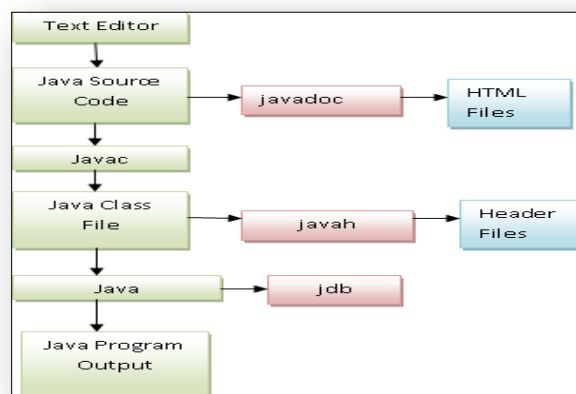 Text Editor
Java Source
Code
javadoc
HTML
Files
Javac
Java Class
File
javah
Header
Files
Java
jdb
Java Program
Output